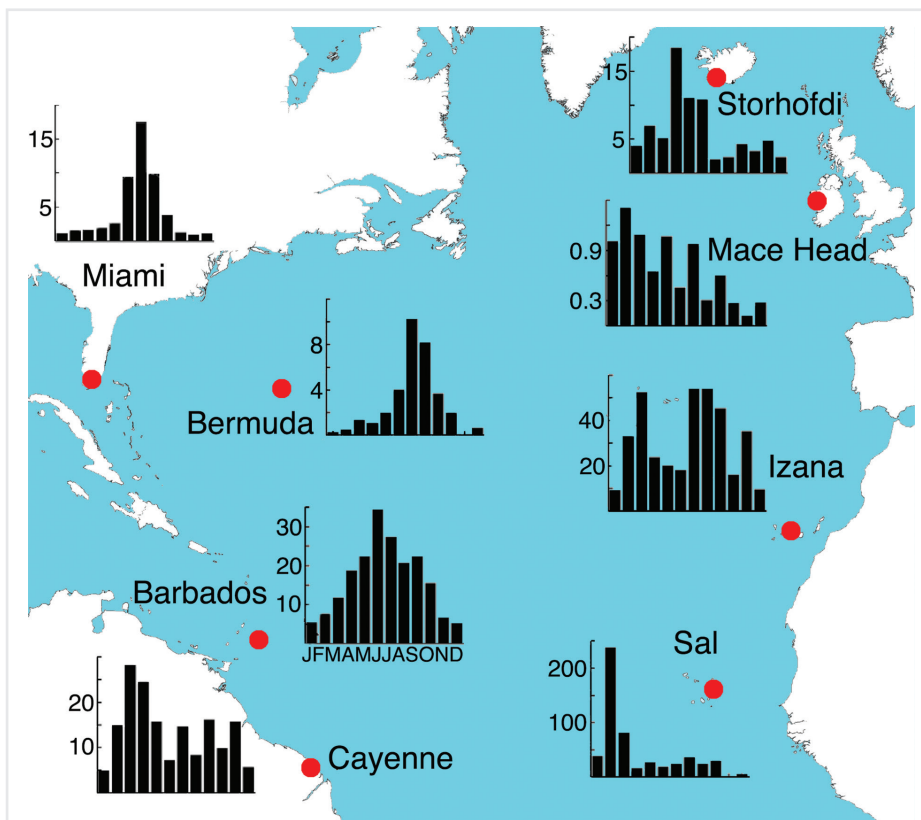 15
5
Storhofdi
15
5
Miami
0.9
0.3
Mace Head
8
4
Bermuda
40
20
Izana
30
20
10
Barbados
JFMAMJJASOND
Sal
200
100
20
10
Cayenne